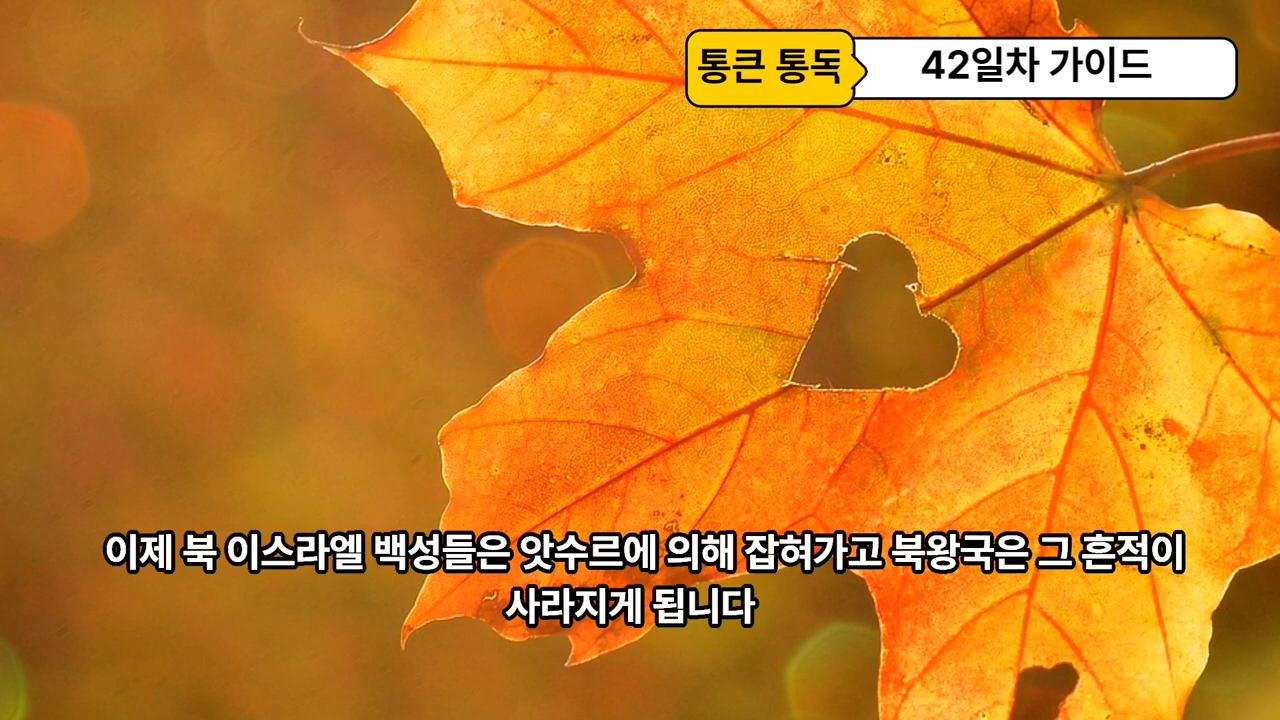 통큰 통독
42일차 가이드
이제 북 이스라엘 백성들은 앗수르에 의해 잡혀가고 북왕국은 그 흔적이
사라지게 됩니다